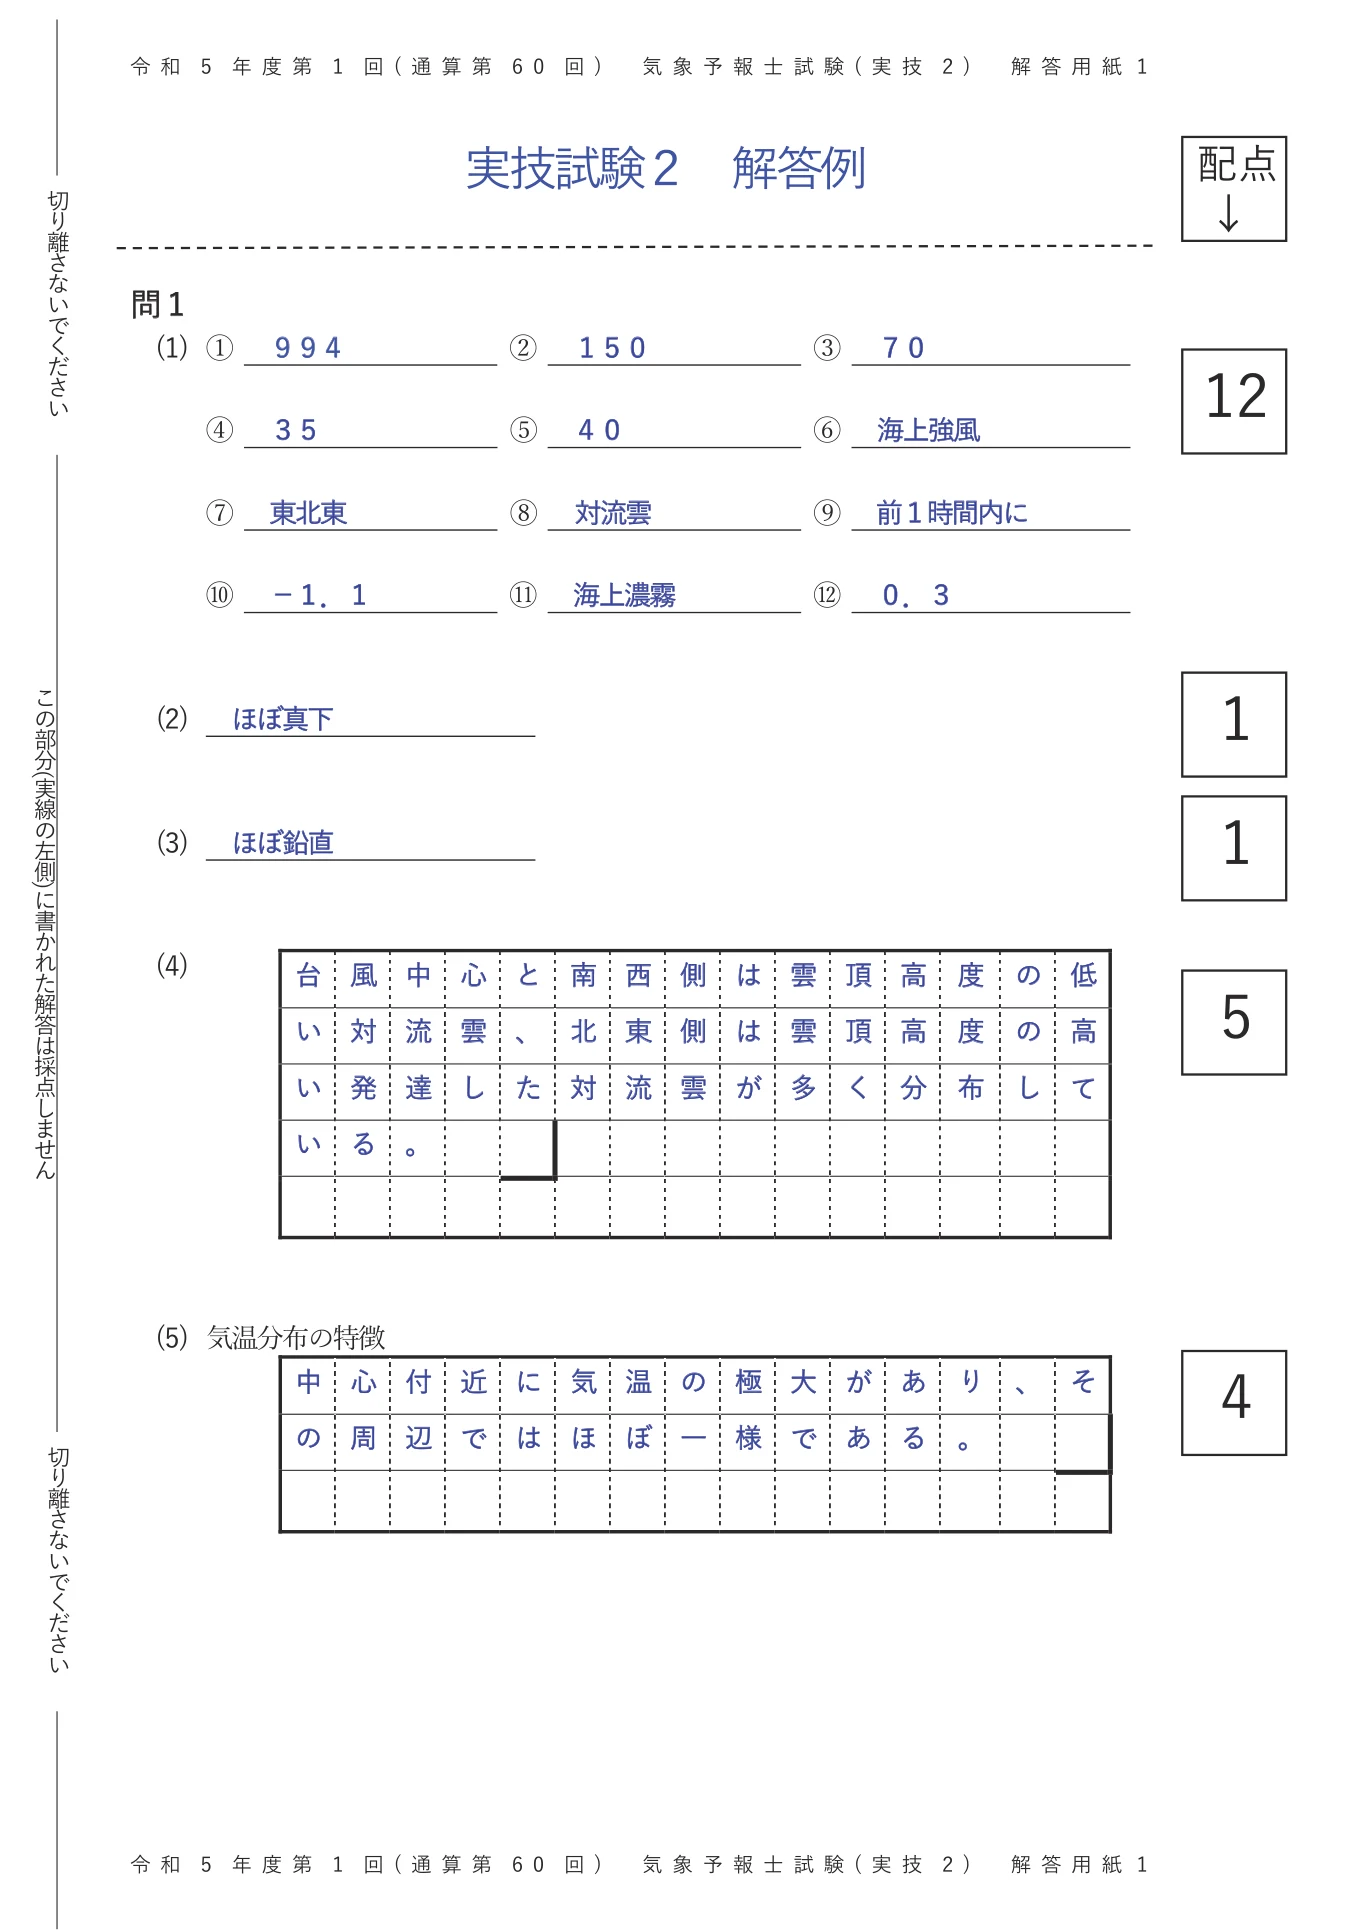 令和5年度第1回(通算第60回) 気象予報士試験(実技2) 解答用紙1
実技試験2 解答例
配点
↓
切り離さないでください
問1
(1) ① 994 ② 150 ③ 70
12
④ 35 ⑤ 40 ⑥ 海上強風
⑦ 東北東 ⑧ 対流雲 ⑨ 前1時間内に
⑩ −1.1 ⑪ 海上濃霧 ⑫ 0.3
(2) ほぼ真下
1
(3) ほぼ鉛直
1
この部分(実線の左側)に書かれた解答は採点しません
(4)
台風中心と南西側は雲頂高度の低
い対流雲、北東側は雲頂高度の高
い発達した対流雲が多く分布して
いる。
5
(5) 気温分布の特徴
中心付近に気温の極大があり、そ
の周辺ではほぼ一様である。
4
切り離さないでください
令和5年度第1回(通算第60回) 気象予報士試験(実技2) 解答用紙1